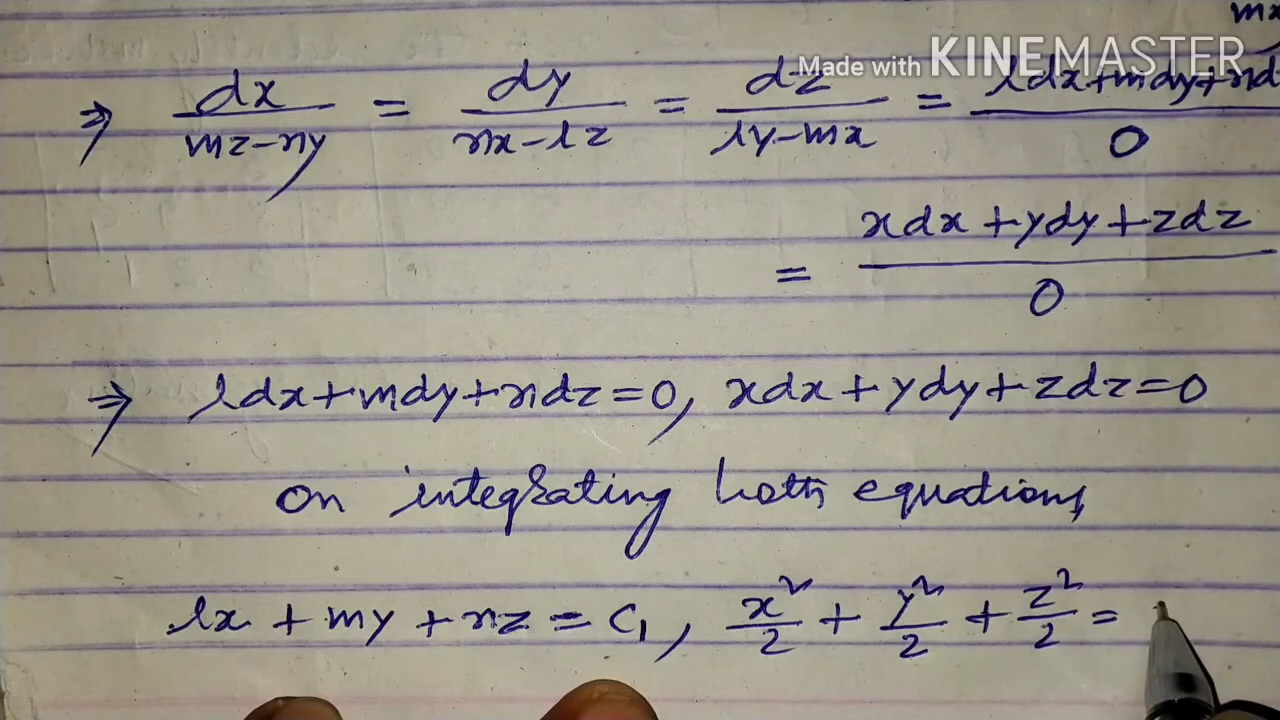 mx
Made with KINEMASTER
⇒ dx/(mz-ny) = dy/(nx-lz) = dz/(ly-mx) = (ldx+mdy+nd)/0
= (xdx+ydy+zdz)/0
⇒ ldx+mdy+ndz=0, xdx+ydy+zdz=0
on integrating both equations,
lx + my + nz = C₁, x²/2 + y²/2 + z²/2 =